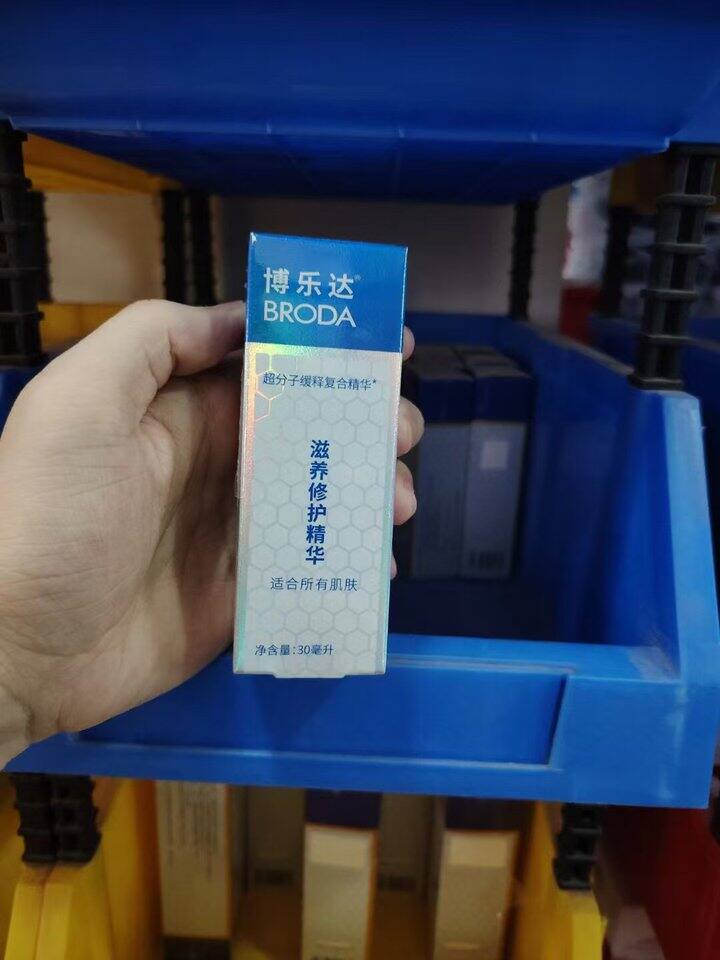 博乐达®
BRODA
超分子缓释复合精华*
滋养修护精华
适合所有肌肤
净含量:30毫升